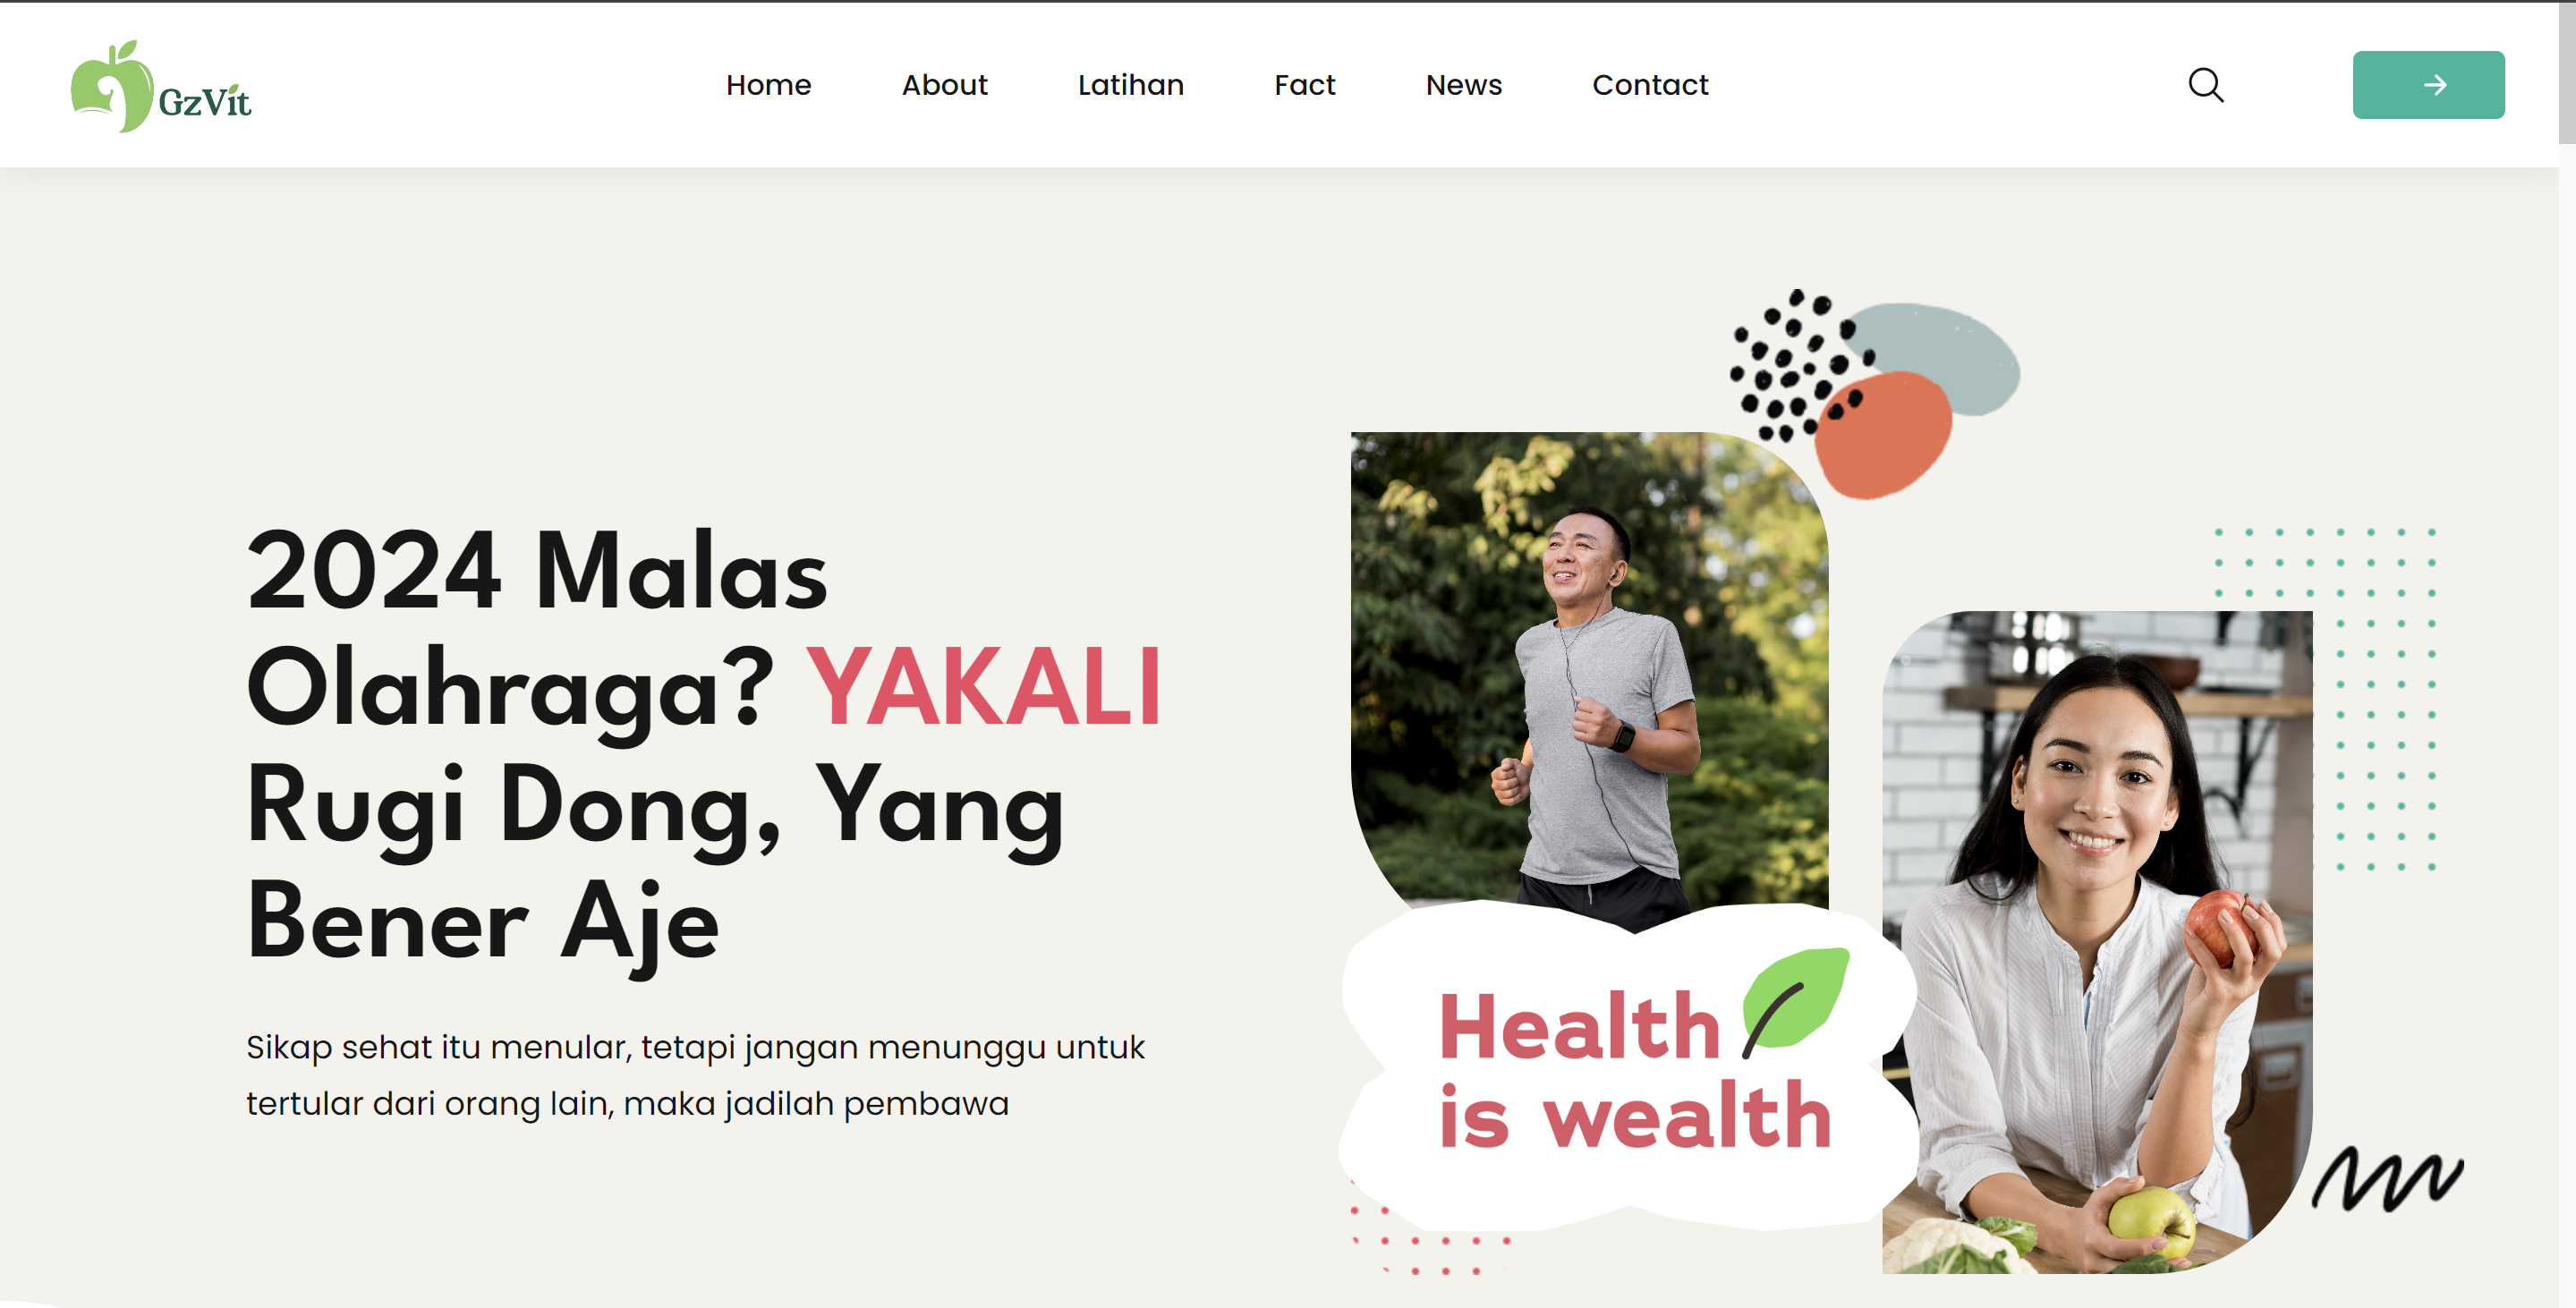 GzVit
Home
About
Latihan
Fact
News
Contact
2024 Malas
Olahraga? YAKALI
Rugi Dong, Yang
Bener Aje
Sikap sehat itu menular, tetapi jangan menunggu untuk
tertular dari orang lain, maka jadilah pembawa
Health
is wealth